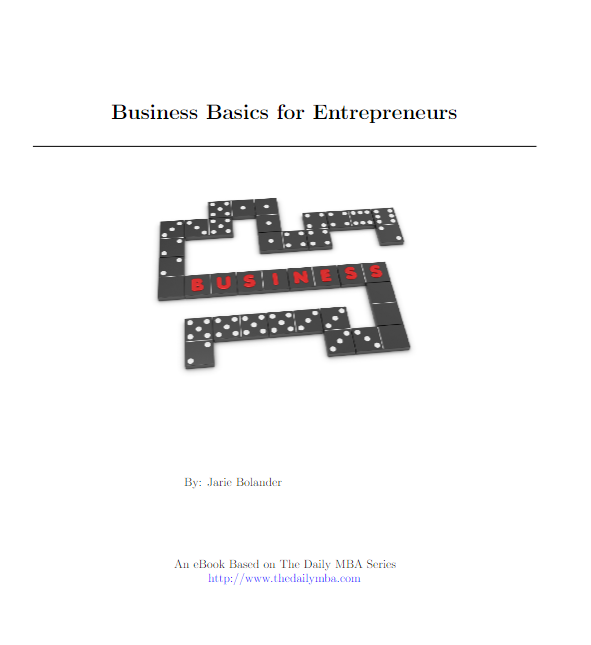 Business Basics for Entrepreneurs
BUSINESS
By: Jarie Bolander
An eBook Based on The Daily MBA Series
http://www.thedailymba.com